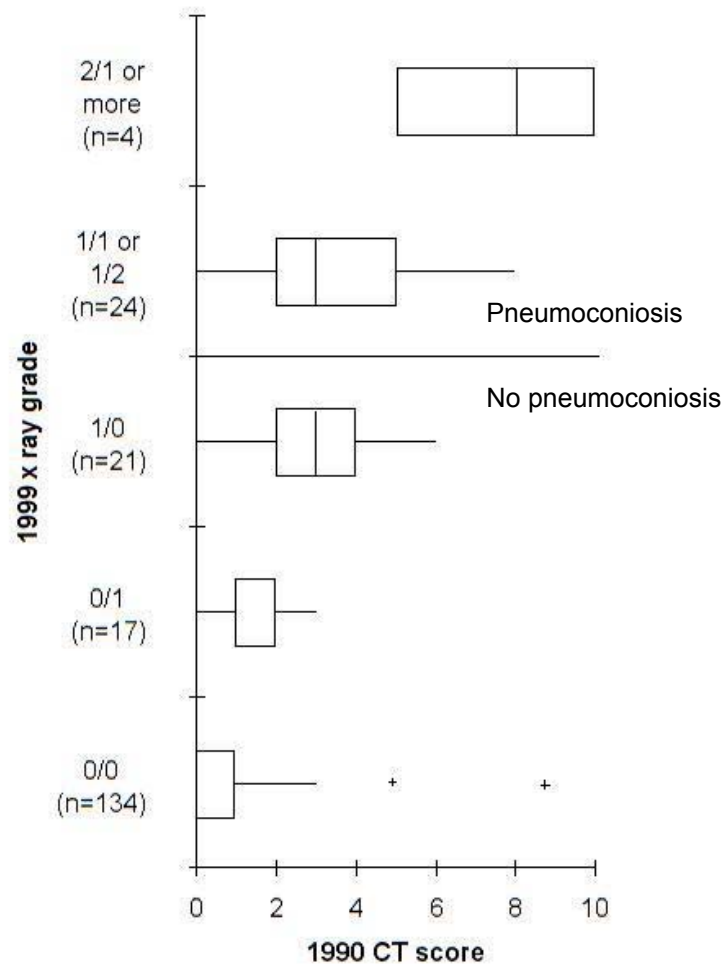 2/1 or
more
(n=4)
1/1 or
1/2
(n=24)
Pneumoconiosis
No pneumoconiosis
1/0
(n=21)
0/1
(n=17)
0/0
(n=134)
1999 x ray grade
0 2 4 6 8 10
1990 CT score